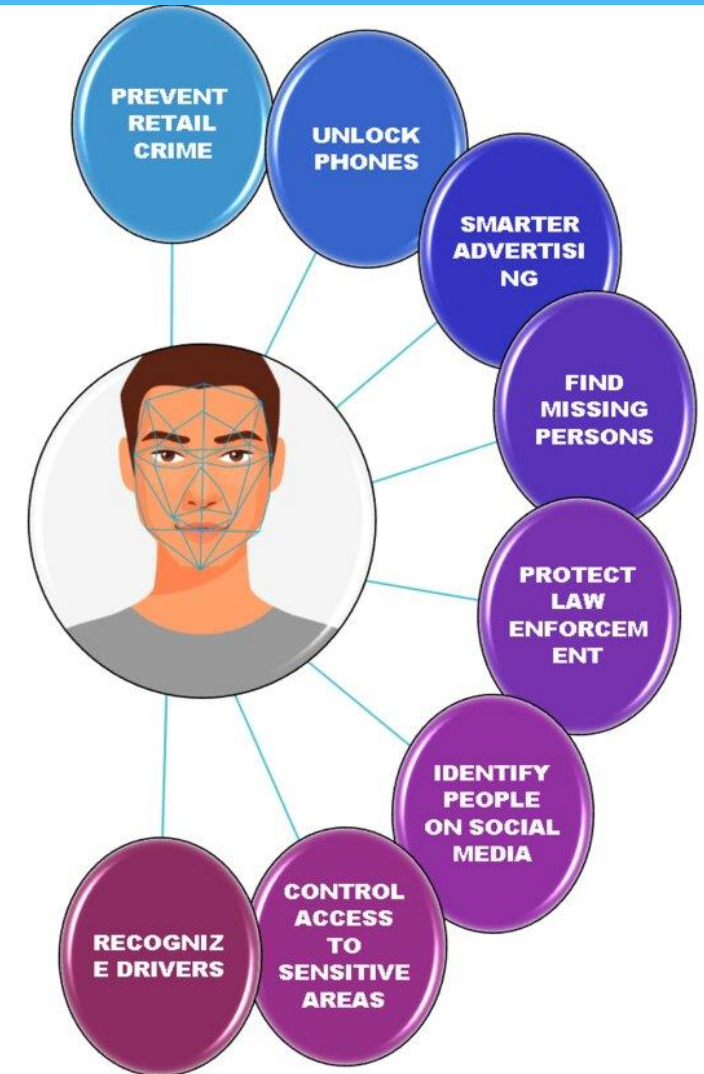 PREVENT
RETAIL
CRIME
UNLOCK
PHONES
SMARTER
ADVERTISI
NG
FIND
MISSING
PERSONS
PROTECT
LAW
ENFORCEM
ENT
IDENTIFY
PEOPLE
ON SOCIAL
MEDIA
CONTROL
ACCESS
TO
SENSITIVE
AREAS
RECOGNIZ
E DRIVERS